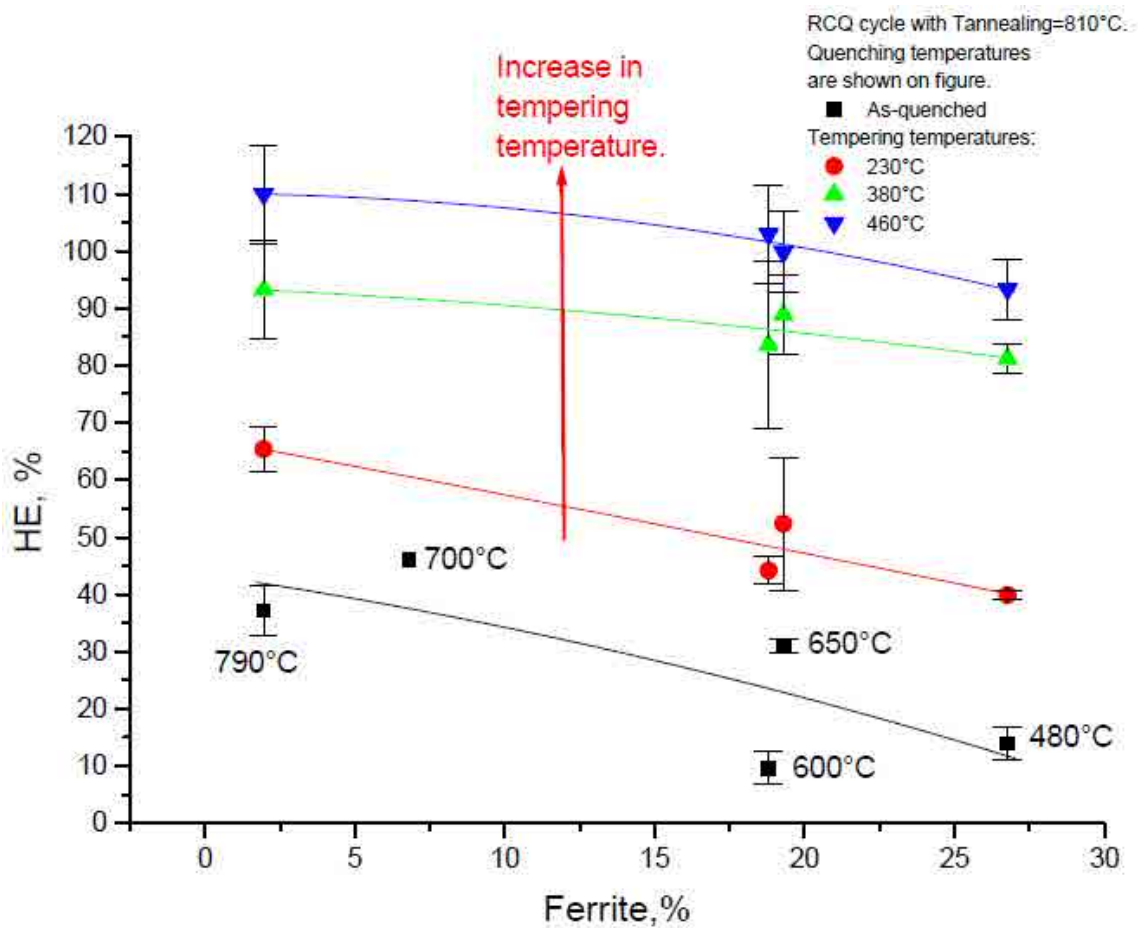 RCQ cycle with Tannealing=810°C.
Quenching temperatures
are shown on figure.
As-quenched
Tempering temperatures:
230°C
380°C
460°C
Increase in
tempering
temperature.
120
110
100
90
80
70
60
50
40
30
20
10
0
HE, %
700°C
790°C
650°C
600°C
480°C
0 5 10 15 20 25 30
Ferrite,%